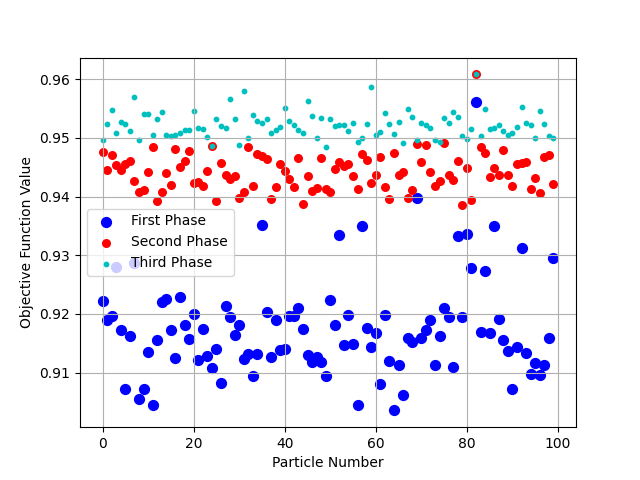 0.96
0.95
0.94
0.93
0.92
0.91
Objective Function Value
First Phase
Second Phase
Third Phase
0
20
40
60
80
100
Particle Number